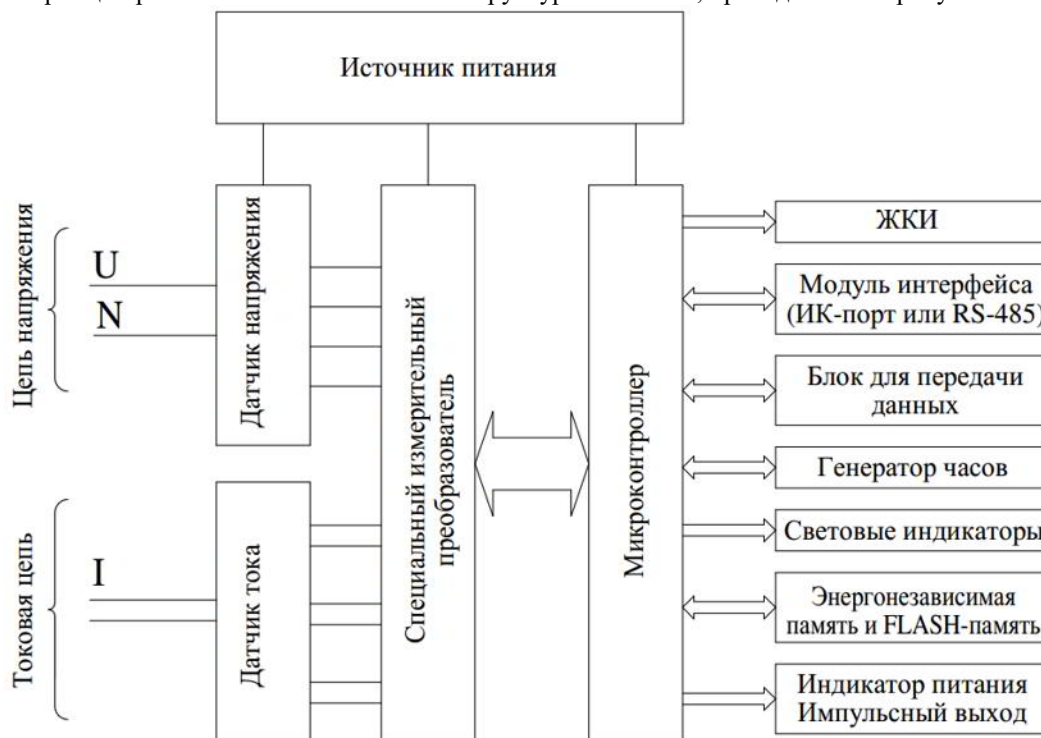 Источник питания
Цепь напряжения
U
N
Датчик напряжения
Токовая цепь
I
Датчик тока
Специальный измерительный
преобразователь
Микроконтроллер
ЖКИ
Модуль интерфейса
(ИК-порт или RS-485)
Блок для передачи
данных
Генератор часов
Световые индикаторы
Энергонезависимая
память и FLASH-память
Индикатор питания
Импульсный выход